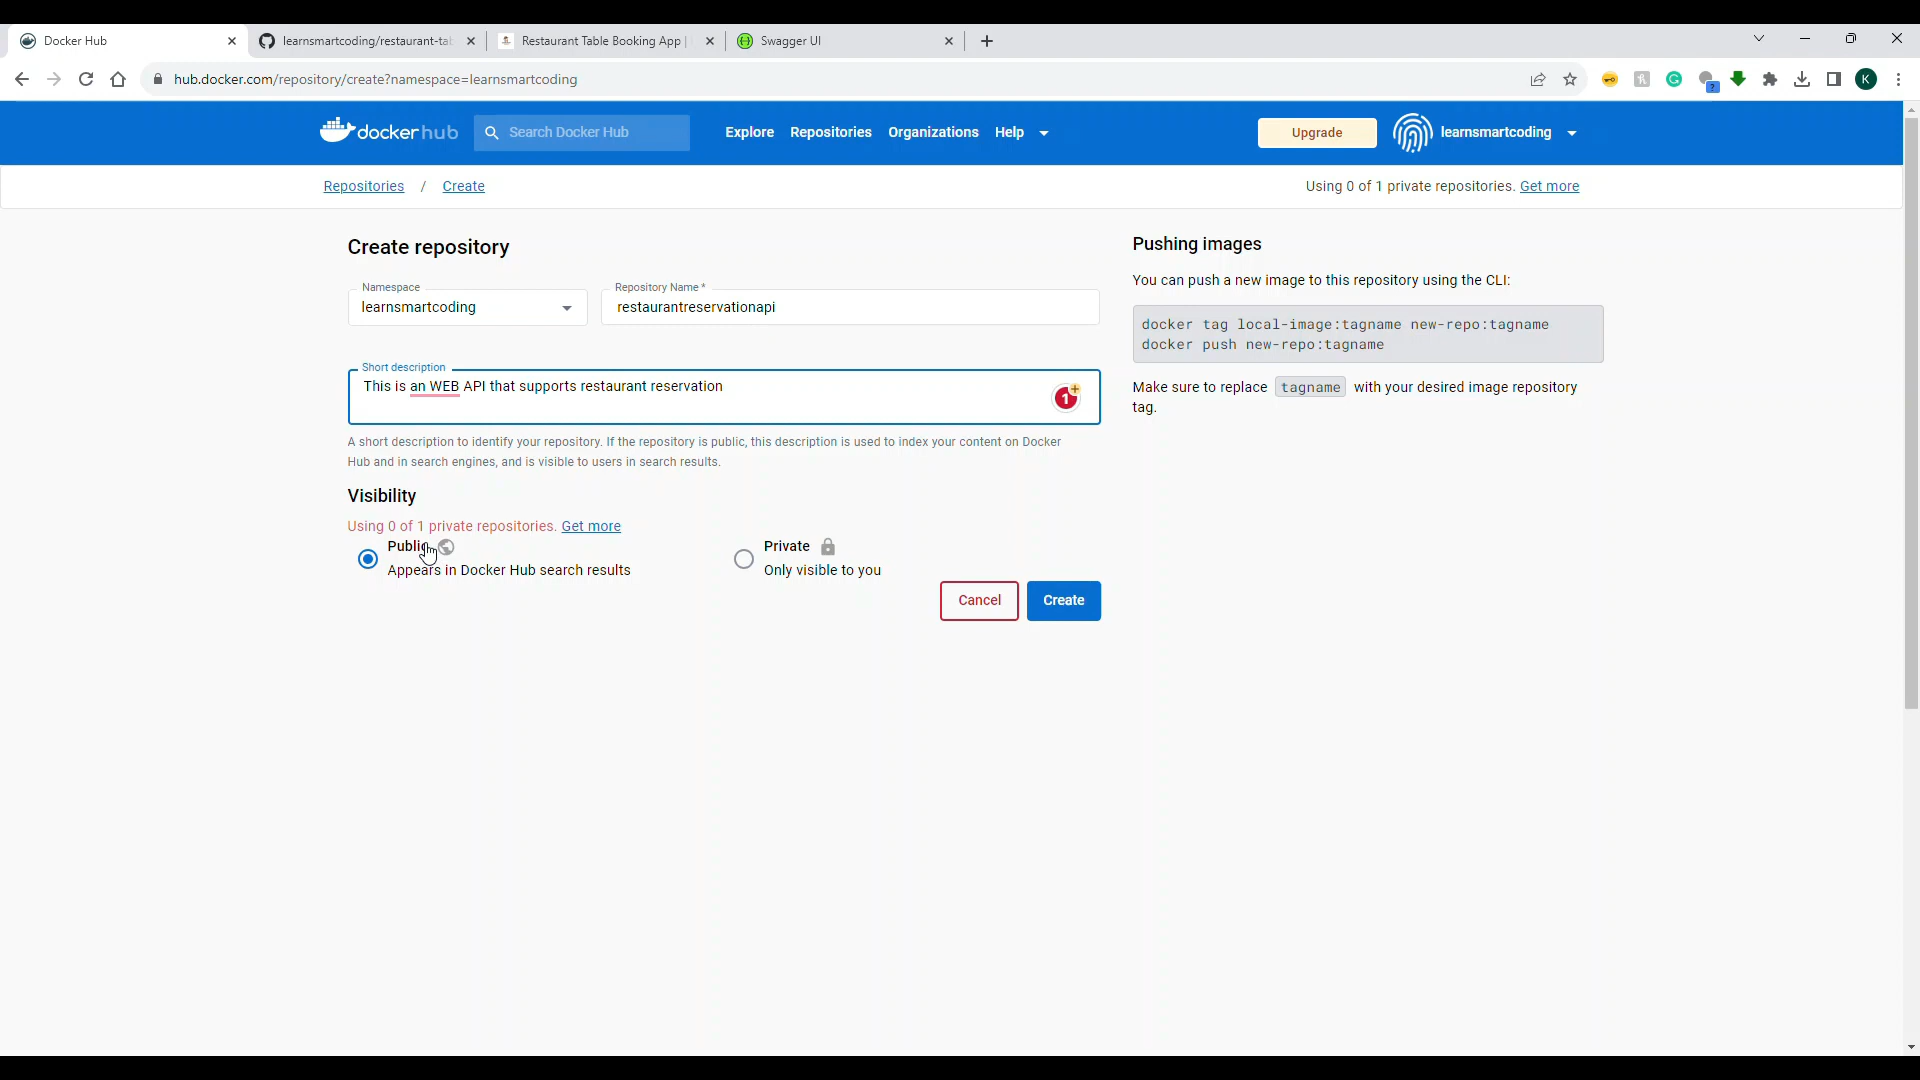 Docker Hub
learnsmartcoding/restaurant-tab
Restaurant Table Booking App |
Swagger UI
hub.docker.com/repository/create?namespace=learnsmartcoding
K
dockerhub
Search Docker Hub
Explore
Repositories
Organizations
Help
Upgrade
learnsmartcoding
Repositories / Create
Using 0 of 1 private repositories. Get more
Create repository
Namespace
learnsmartcoding
Repository Name *
restaurantreservationapi
Short description
This is an WEB API that supports restaurant reservation
1
A short description to identify your repository. If the repository is public, this description is used to index your content on Docker
Hub and in search engines, and is visible to users in search results.
Visibility
Using 0 of 1 private repositories. Get more
Public
Appears in Docker Hub search results
Private
Only visible to you
Cancel
Create
Pushing images
You can push a new image to this repository using the CLI:
docker tag local-image:tagname new-repo:tagname
docker push new-repo:tagname
Make sure to replace tagname with your desired image repository
tag.